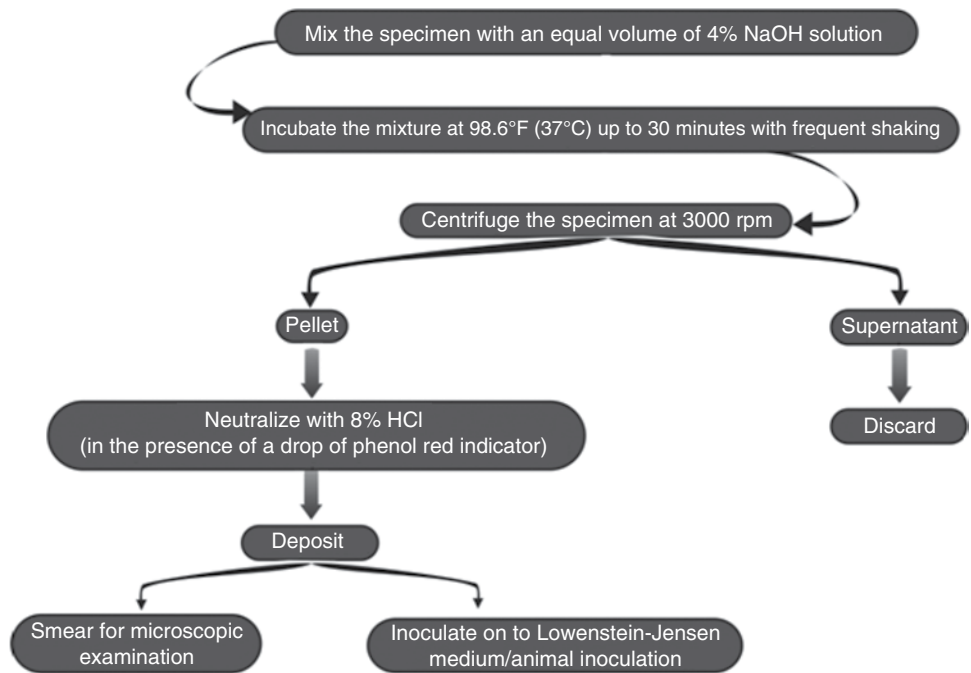 Mix the specimen with an equal volume of 4% NaOH solution
Incubate the mixture at 98.6°F (37°C) up to 30 minutes with frequent shaking
Centrifuge the specimen at 3000 rpm
Pellet
Supernatant
Neutralize with 8% HCl
(in the presence of a drop of phenol red indicator)
Discard
Deposit
Smear for microscopic
examination
Inoculate on to Lowenstein-Jensen
medium/animal inoculation